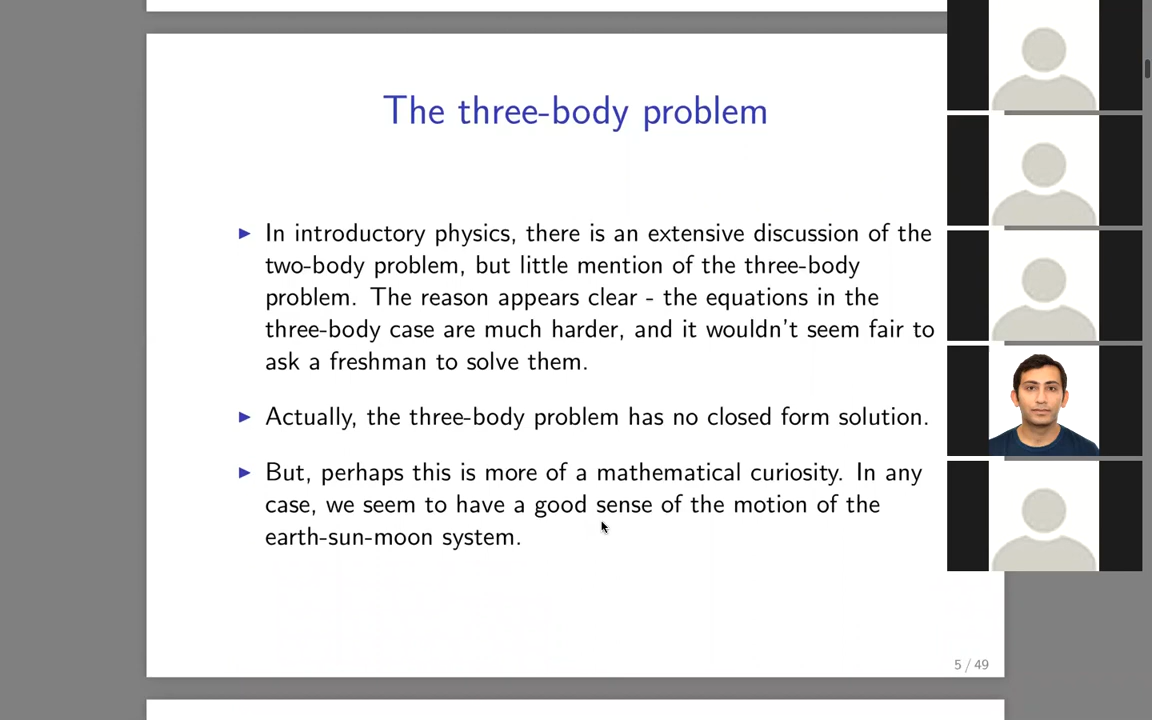 The three-body problem
▶ In introductory physics, there is an extensive discussion of the
two-body problem, but little mention of the three-body
problem. The reason appears clear - the equations in the
three-body case are much harder, and it wouldn't seem fair to
ask a freshman to solve them.
▶ Actually, the three-body problem has no closed form solution.
▶ But, perhaps this is more of a mathematical curiosity. In any
case, we seem to have a good sense of the motion of the
earth-sun-moon system.
5 / 49